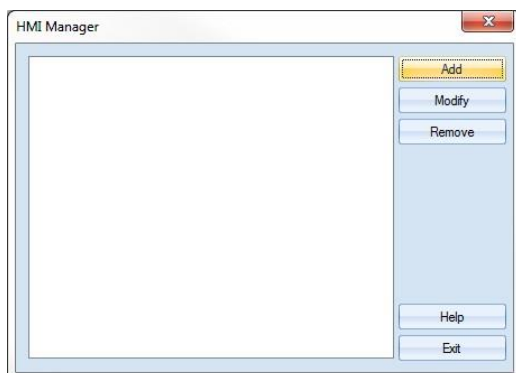 HMI Manager
Add
Modify
Remove
Help
Exit